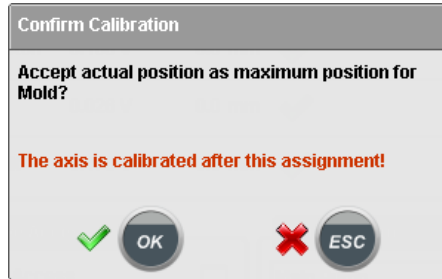 Confirm Calibration
Accept actual position as maximum position for
Mold?
The axis is calibrated after this assignment!
OK ESC